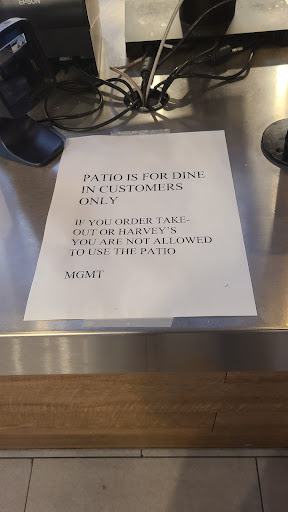 EPSON
PATIO IS FOR DINE
IN CUSTOMERS
ONLY
IF YOU ORDER TAKE-
OUT OR HARVEY'S
YOU ARE NOT ALLOWED
TO USE THE PATIO
MGMT